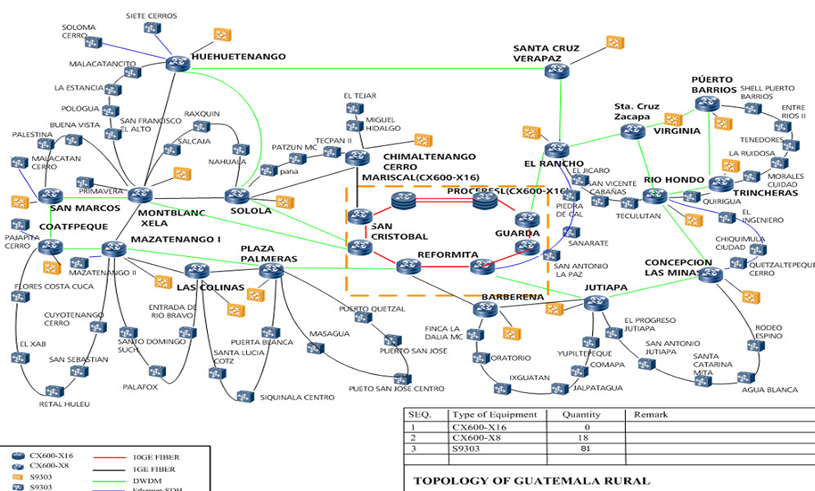 SIETE CERROS
SOLOMA
CERRO
HUEHUETENANGO
MALACATANCITO
LA ESTANCIA
POLOGUA
SAN FRANCISCO
EL ALTO
RAXQUIN
BUENA VISTA
PALESTINA
SALCAJA
NAHUALA
MALACATAN
CERRO
PRIMAVERA
SAN MARCOS
MONTBLANC
XELA
SOLOLA
PATZUN MC
TECPAN II
pana
EL TEJAR
MIGUEL
HIDALGO
CHIMALTENANGO
CERRO
MARISCAL(CX600-X16)
PROCERES(CX600-X16)
SAN
CRISTOBAL
GUARDA
REFORMITA
SANTA CRUZ
VERAPAZ
EL RANCHO
Sta. Cruz
Zacapa
VIRGINIA
PÚERTO
BARRIOS
SHELL PUERTO
BARRIOS
ENTRE
RIOS II
TENEDORES
LA RUIDOSA
MORALES
CUIDAD
TRINCHERAS
QUIRIGUA
RIO HONDO
EL JICARO
SAN VICENTE
CABAÑAS
TECULUTAN
PIEDRA
DE CAL
SANARATE
SAN ANTONIO
LA PAZ
EL
INGENIERO
CHIQUIMULA
CIUDAD
QUETZALTEPEQUE
CERRO
CONCEPCION
LAS MINAS
RODEO
ESPINO
AGUA BLANCA
SANTA
CATARINA
MITA
SAN ANTONIO
JUTIAPA
EL PROGRESO
JUTIAPA
JUTIAPA
YUPILTEPEQUE
COMAPA
JALPATAGUA
IXGUATAN
ORATORIO
FINCA LA
DALIA MC
BARBERENA
COATFPEQUE
PAJAPITA
CERRO
MAZATENANGO I
MAZATENANGO II
FLORES COSTA CUCA
CUYOTENANGO
CERRO
EL XAB
SAN SEBASTIAN
RETAL HULEU
SANTO DOMINGO
SUCH.
PALAFOX
ENTRADA DE
RIO BRAVO
LAS COLINAS
PLAZA
PALMERAS
SANTA LUCIA
COTZ
PUERTA BLANCA
SIQUINALA CENTRO
MASAGUA
PUERTO QUETZAL
PUERTO SAN JOSE
PUETO SAN JOSE CENTRO
SEQ. Type of Equipment Quantity Remark
1 CX600-X16 0
2 CX600-X8 18
3 S9303 81
TOPOLOGY OF GUATEMALA RURAL
CX600-X16 10GE FIBER
CX600-X8 1GE FIBER
S9303 DWDM
S9303 Ethernet-SDH